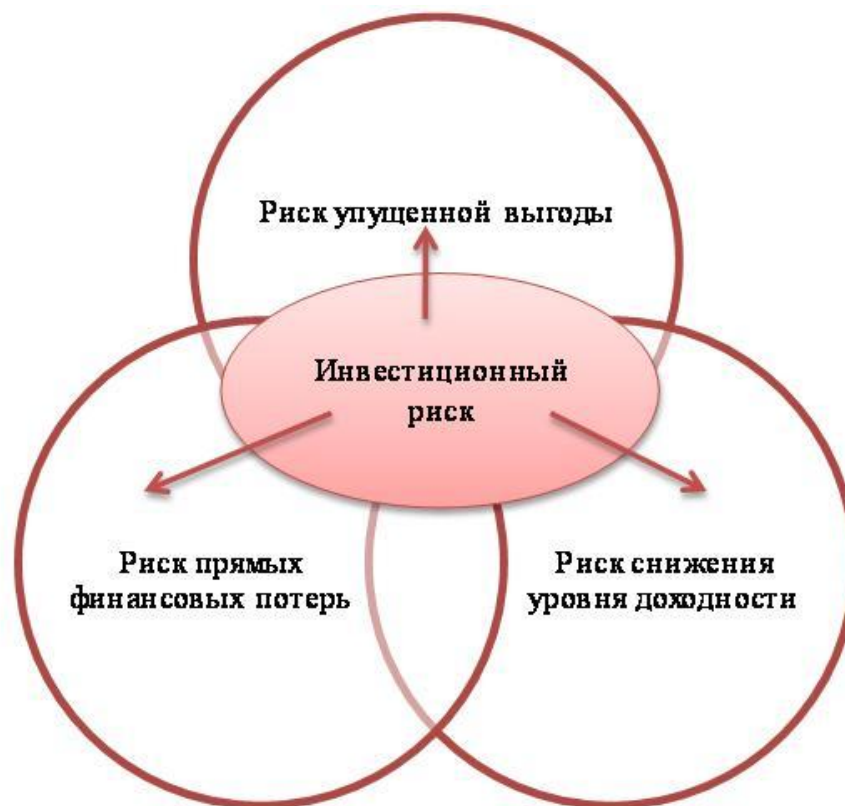 Риск упущенной выгоды
Инвестиционный
риск
Риск прямых
финансовых потерь
Риск снижения
уровня доходности